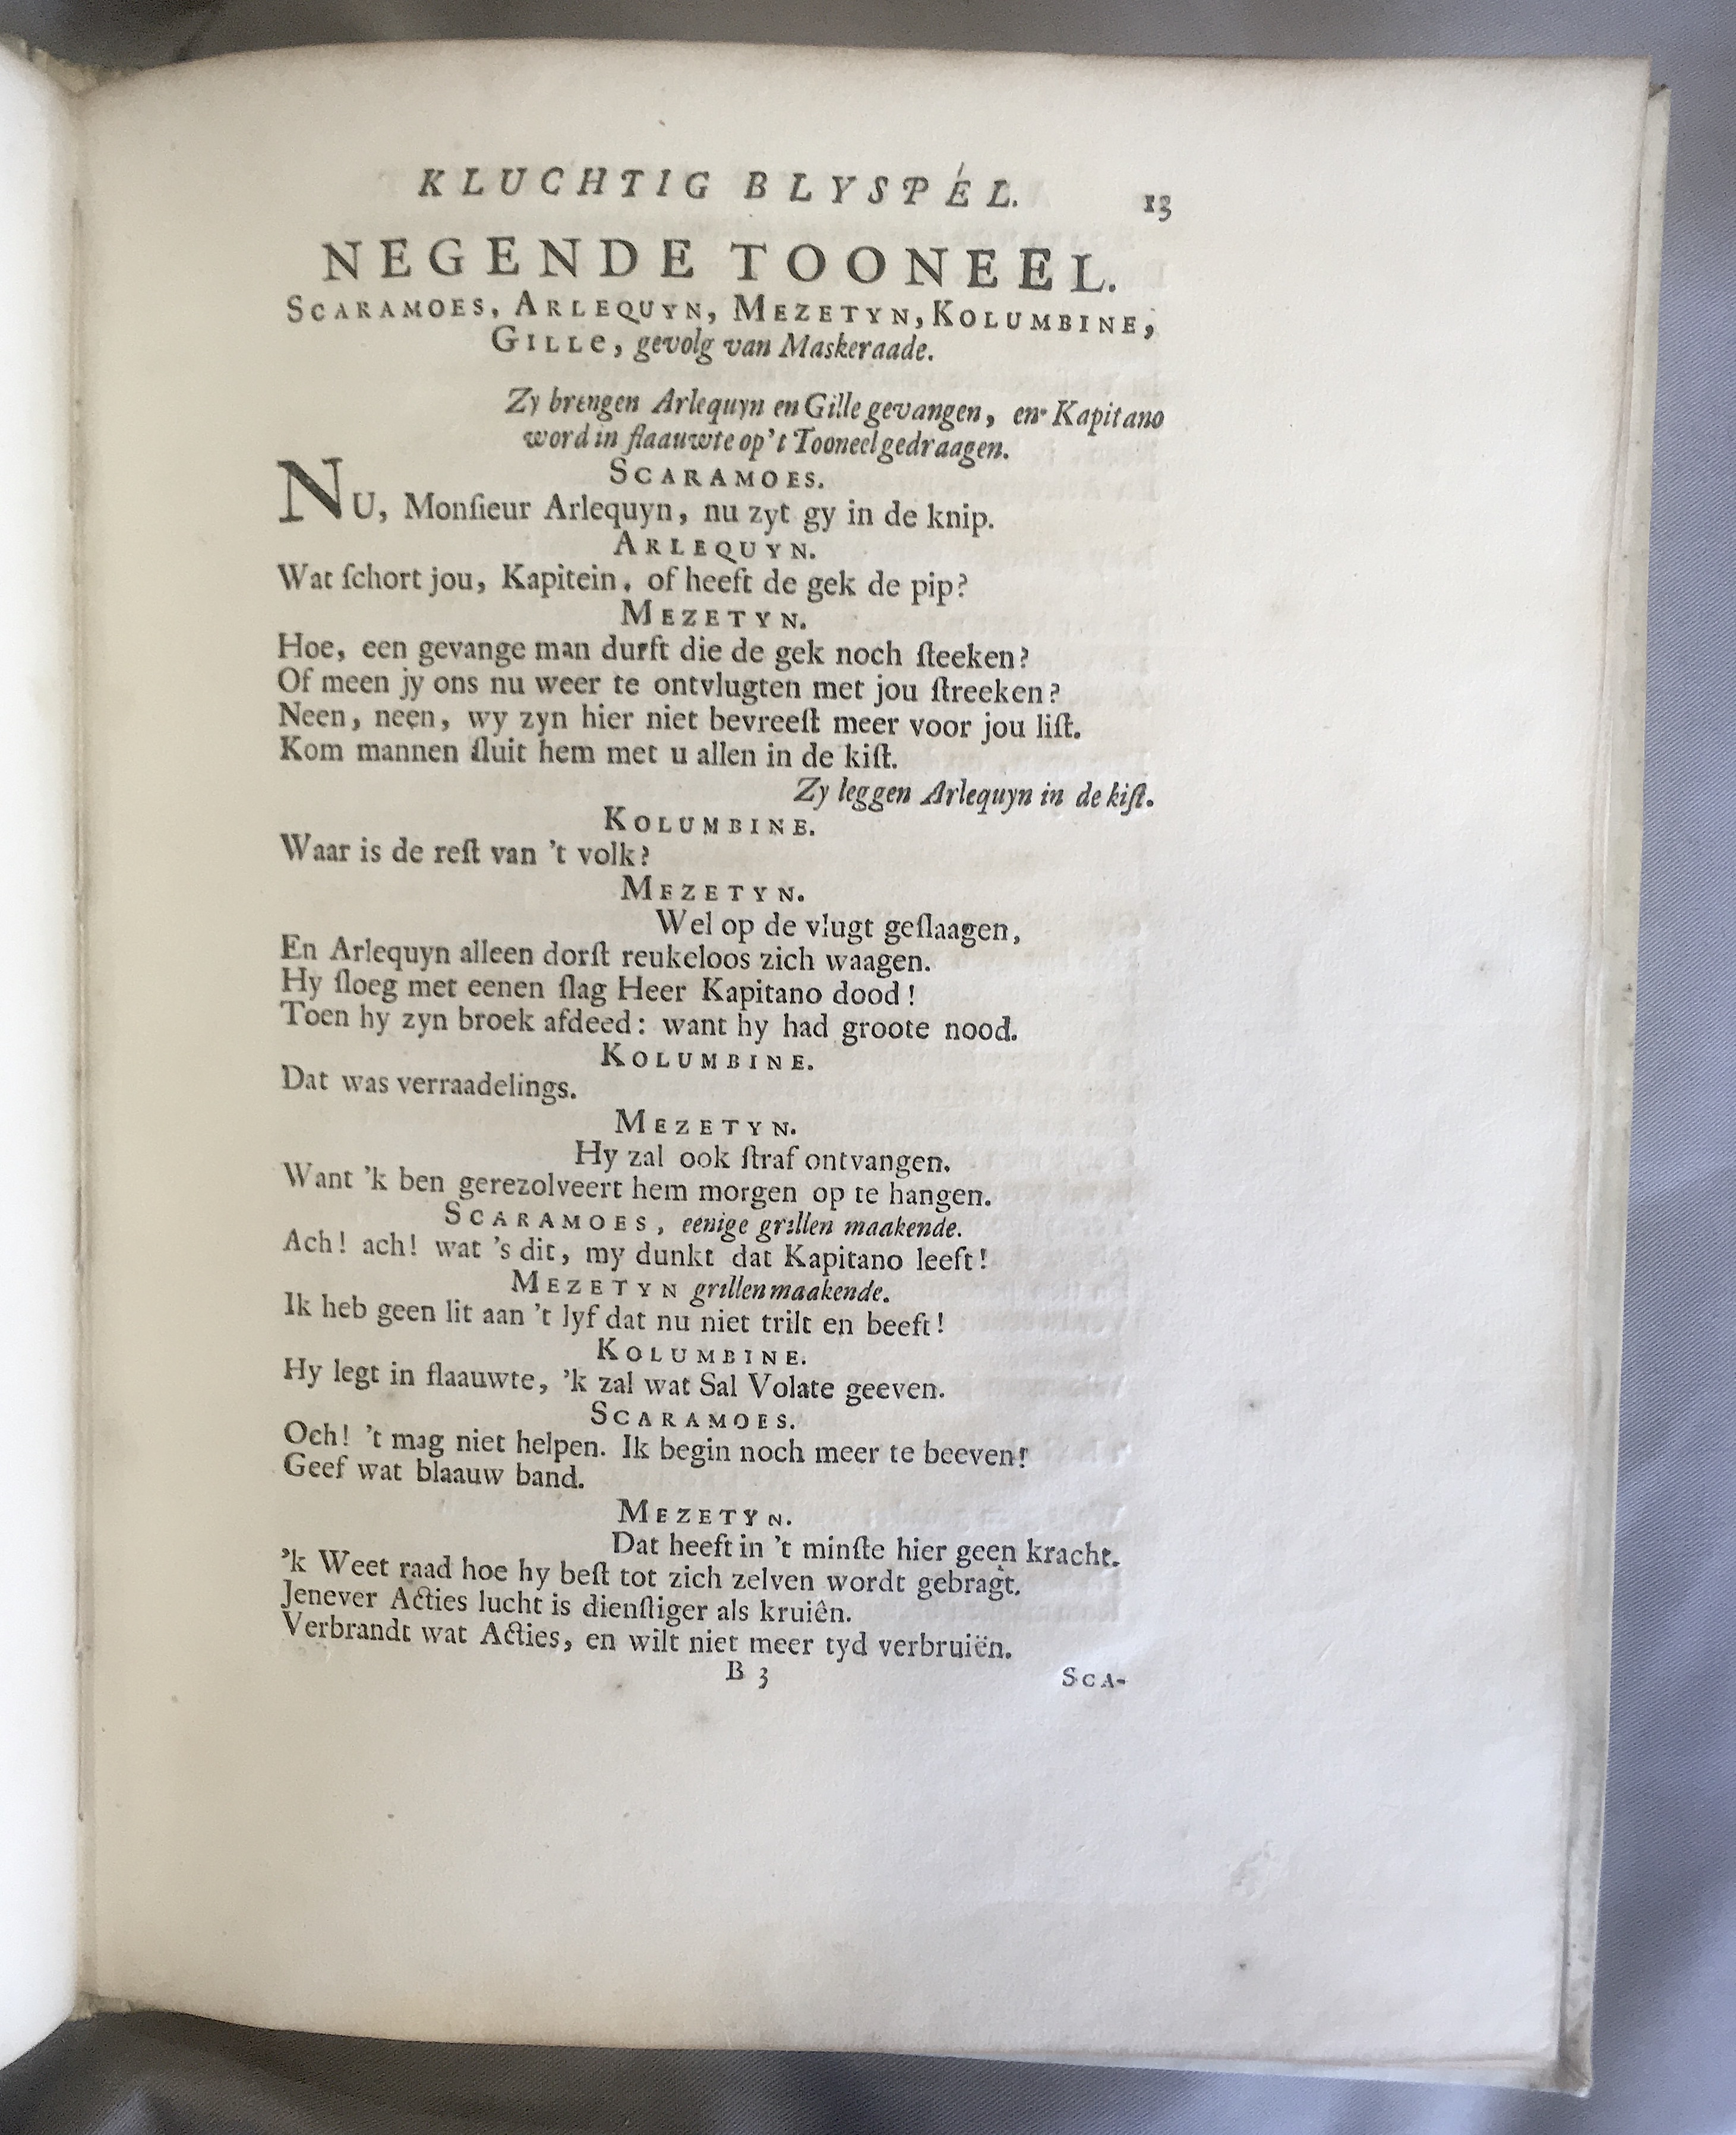 KLUCHTIG BLYSPÉL. 13
NEGENDE TOONEEL.
SCARAMOES, ARLEQUYN, MEZETYN, KOLUMBINE,
GILLe, gevolg van Maskeraade.
Zy brengen Arlequyn en Gille gevangen, en Kapitano
word in flaauwte op't Tooneel gedraagen.
SCARAMOES.
NU, Monſieur Arlequyn, nu zyt gy in de knip.
ARLEQUYN.
Wat ſchort jou, Kapitein, of heeft de gek de pip?
MEZETYN.
Hoe, een gevange man durft die de gek noch ſteeken?
Of meen jy ons nu weer te ontvlugten met jou ſtreeken?
Neen, neen, wy zyn hier niet bevreeſt meer voor jou liſt.
Kom mannen ſluit hem met u allen in de kiſt.
Zy leggen Arlequyn in de kiſt.
KOLUMBINE.
Waar is de reſt van 't volk?
MEZETYN.
Wel op de vlugt geſlaagen,
En Arlequyn alleen dorſt reukeloos zich waagen.
Hy ſloeg met eenen ſlag Heer Kapitano dood!
Toen hy zyn broek afdeed: want hy had groote nood.
KOLUMBINE.
Dat was verraadelings.
MEZETYN.
Hy zal ook ſtraf ontvangen.
Want 'k ben gerezolveert hem morgen op te hangen.
SCARAMOES, eenige grillen maakende.
Ach! ach! wat 's dit, my dunkt dat Kapitano leeft!
MEZETYN grillen maakende.
Ik heb geen lit aan 't lyf dat nu niet trilt en beeft!
KOLUMBINE.
Hy legt in flaauwte, 'k zal wat Sal Volate geeven.
SCARAMOES.
Och! 't mag niet helpen. Ik begin noch meer te beeven!
Geef wat blaauw band.
MEZETYN.
Dat heeft in 't minſte hier geen kracht.
'k Weet raad hoe hy beſt tot zich zelven wordt gebragt.
Jenever Acties lucht is dienſtiger als kruiên.
Verbrandt wat Acties, en wilt niet meer tyd verbruiën.
B 3 SCA-